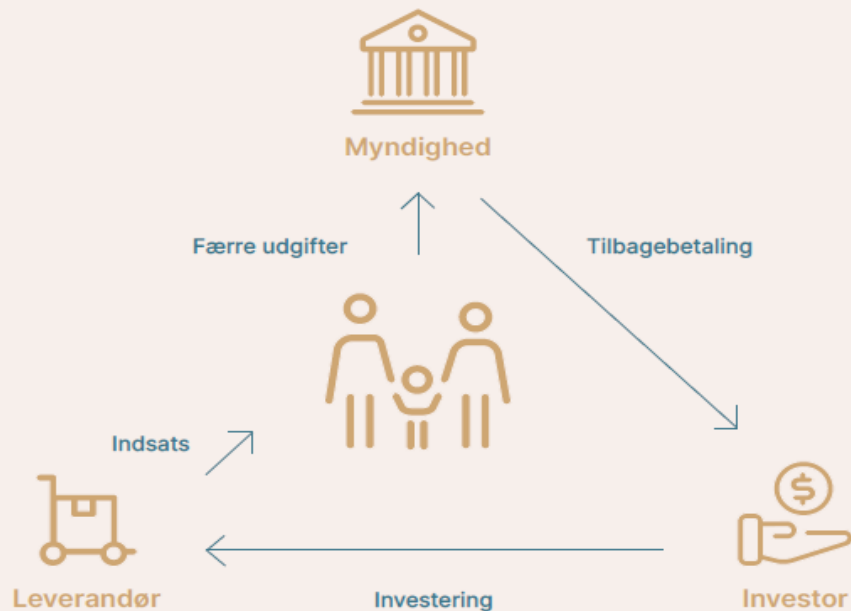 Myndighed
Færre udgifter
Tilbagebetaling
Indsats
Leverandør
Investering
Investor